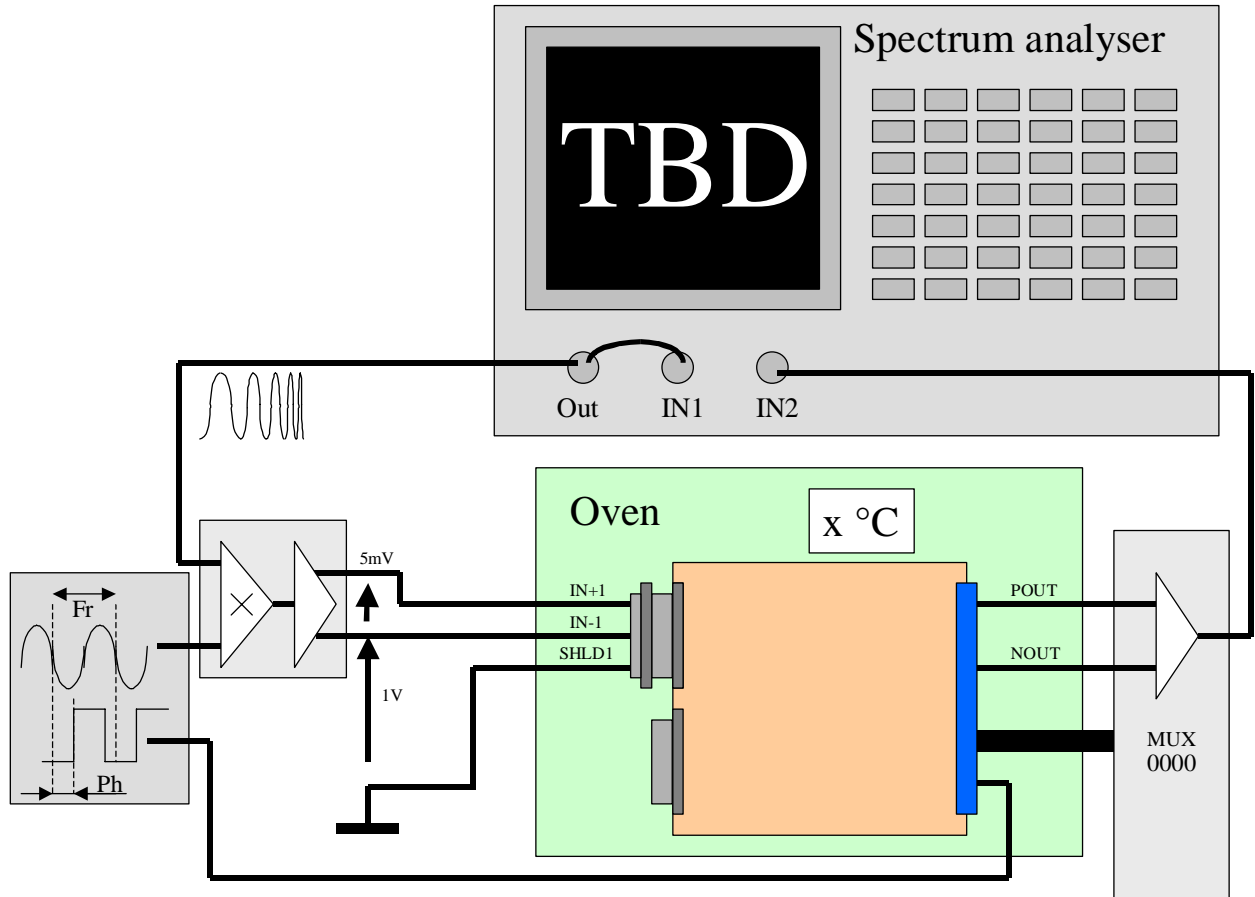 Spectrum analyser
TBD
Out
IN1
IN2
Oven
x °C
5mV
Fr
IN+1
POUT
IN-1
SHLD1
NOUT
1V
MUX
0000
Ph